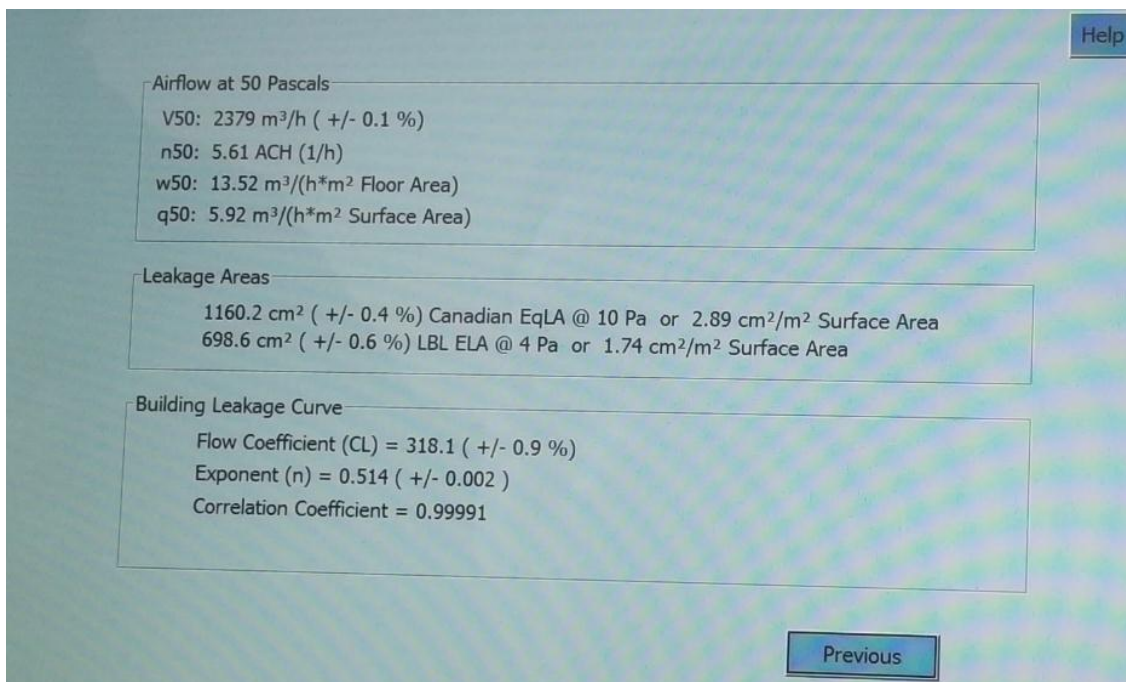 Help
Airflow at 50 Pascals
V50: 2379 m³/h ( +/- 0.1 %)
n50: 5.61 ACH (1/h)
w50: 13.52 m³/(h*m² Floor Area)
q50: 5.92 m³/(h*m² Surface Area)
Leakage Areas
1160.2 cm² ( +/- 0.4 %) Canadian EqLA @ 10 Pa or 2.89 cm²/m² Surface Area
698.6 cm² ( +/- 0.6 %) LBL ELA @ 4 Pa or 1.74 cm²/m² Surface Area
Building Leakage Curve
Flow Coefficient (CL) = 318.1 ( +/- 0.9 %)
Exponent (n) = 0.514 ( +/- 0.002 )
Correlation Coefficient = 0.99991
Previous